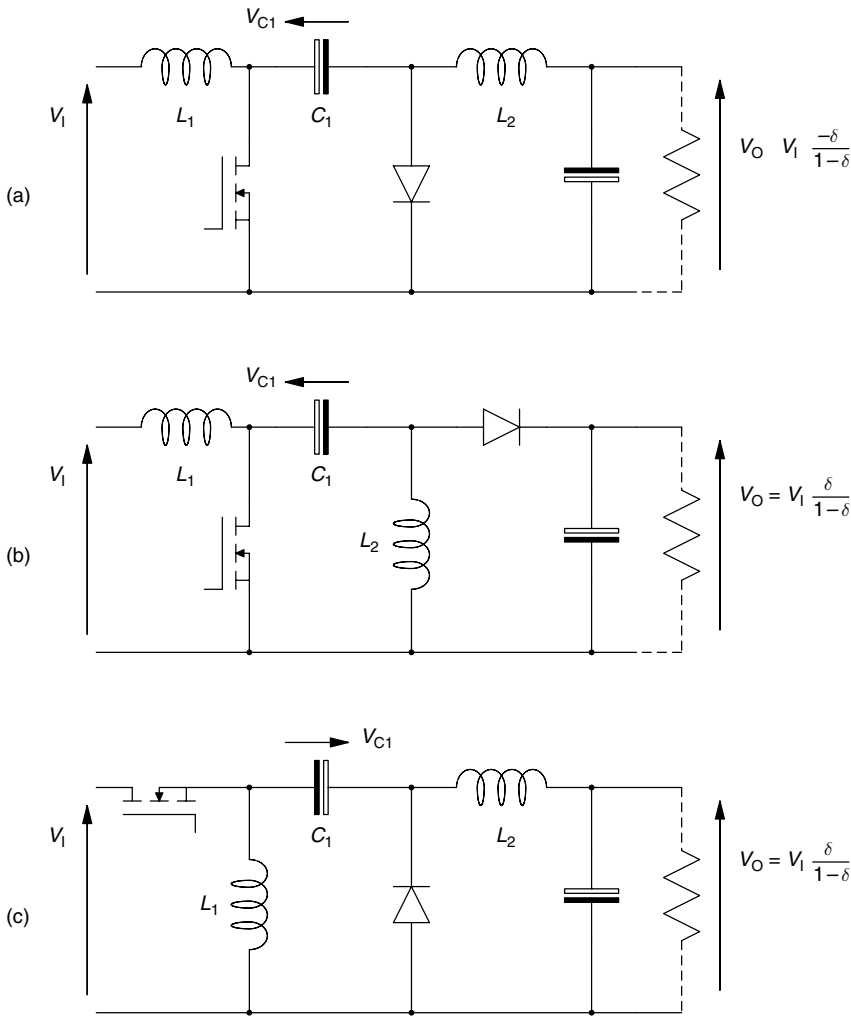 V_C1
V_I
L_1
C_1
L_2
V_O V_I −δ/1−δ
(a)
V_C1
V_I
L_1
C_1
L_2
V_O = V_I δ/1−δ
(b)
V_C1
V_I
C_1
L_2
L_1
V_O = V_I δ/1−δ
(c)